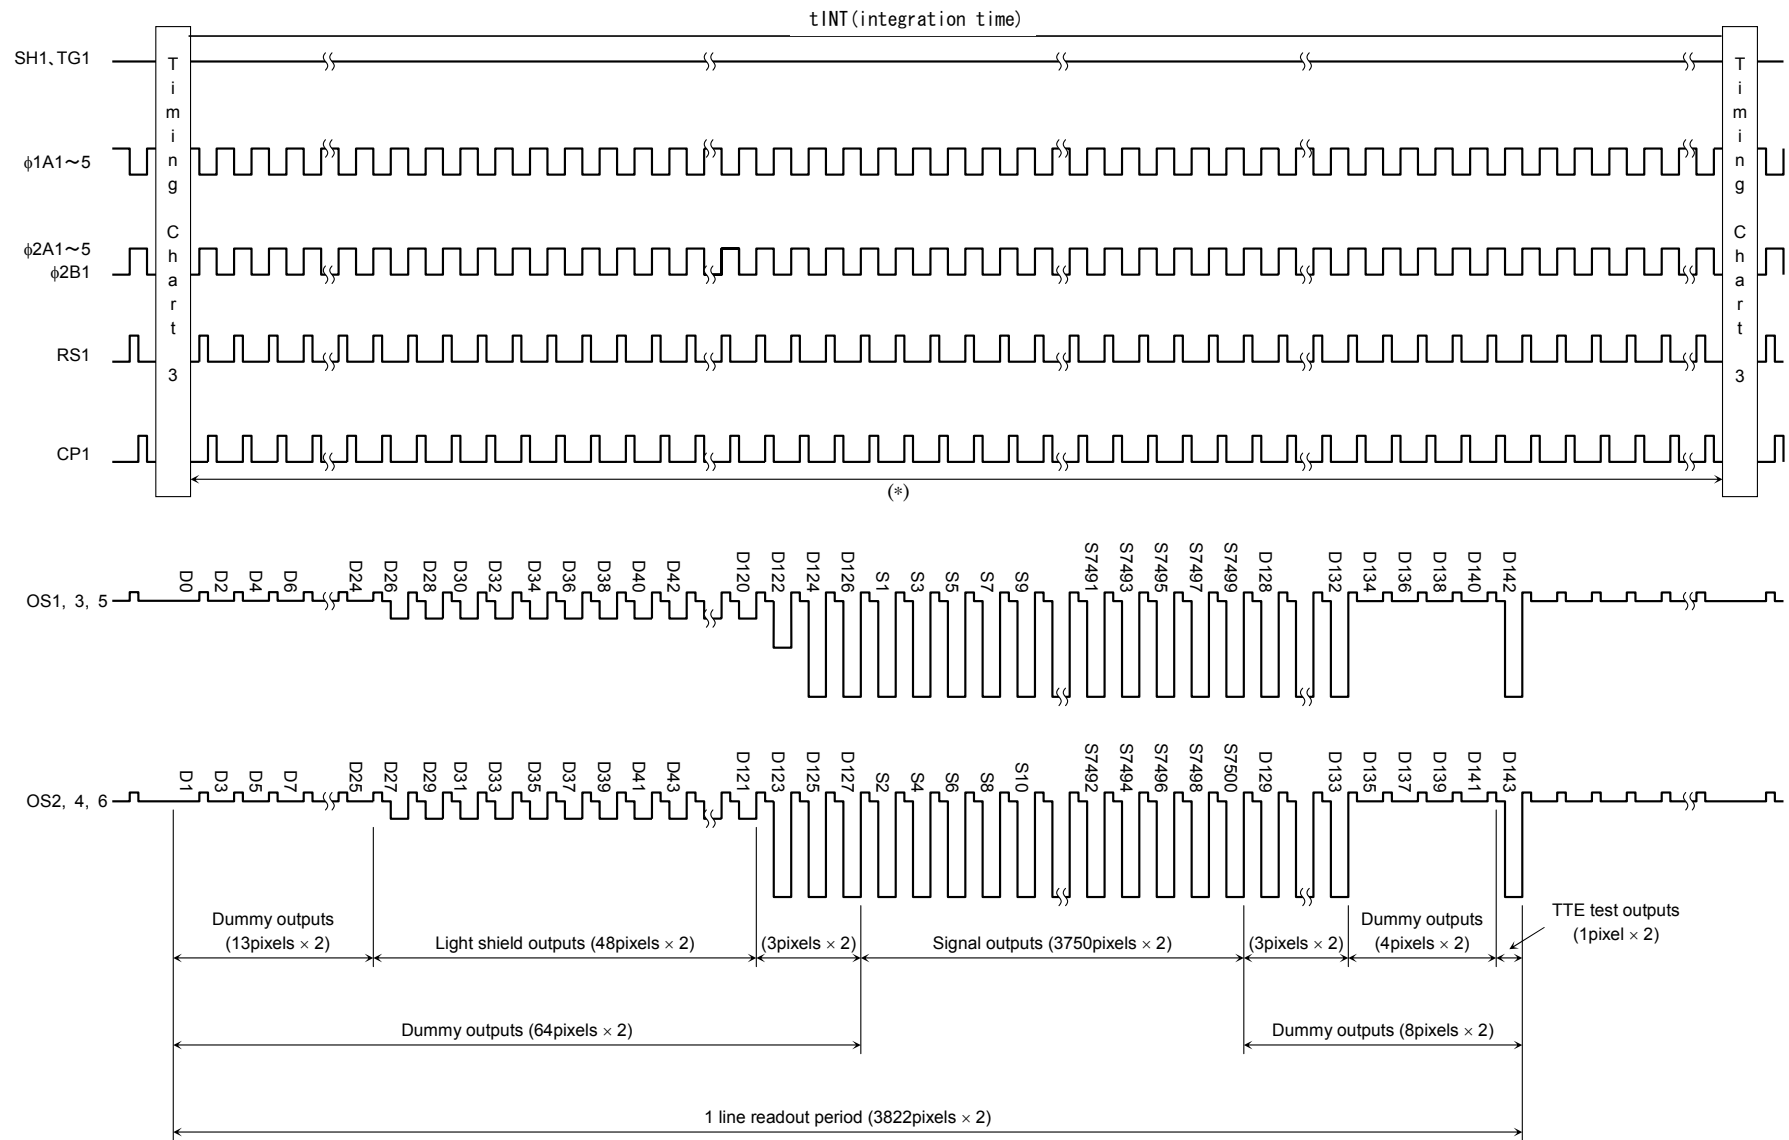 tINT(integration time)
SH1、TG1
Timing Chart 3
Timing Chart 3
ϕ1A1～5
ϕ2A1～5
ϕ2B1
RS1
CP1
(*)
OS1, 3, 5
D0 D2 D4 D6 D24 D26 D28 D30 D32 D34 D36 D38 D40 D42 D120 D122 D124 D126 S1 S3 S5 S7 S9 S7491 S7493 S7495 S7497 S7499 D128 D132 D134 D136 D138 D140 D142
OS2, 4, 6
D1 D3 D5 D7 D25 D27 D29 D31 D33 D35 D37 D39 D41 D43 D121 D123 D125 D127 S2 S4 S6 S8 S10 S7492 S7494 S7496 S7498 S7500 D129 D133 D135 D137 D139 D141 D143
Dummy outputs
(13pixels × 2)
Light shield outputs (48pixels × 2)
(3pixels × 2)
Signal outputs (3750pixels × 2)
(3pixels × 2)
Dummy outputs
(4pixels × 2)
TTE test outputs
(1pixel × 2)
Dummy outputs (64pixels × 2)
Dummy outputs (8pixels × 2)
1 line readout period (3822pixels × 2)